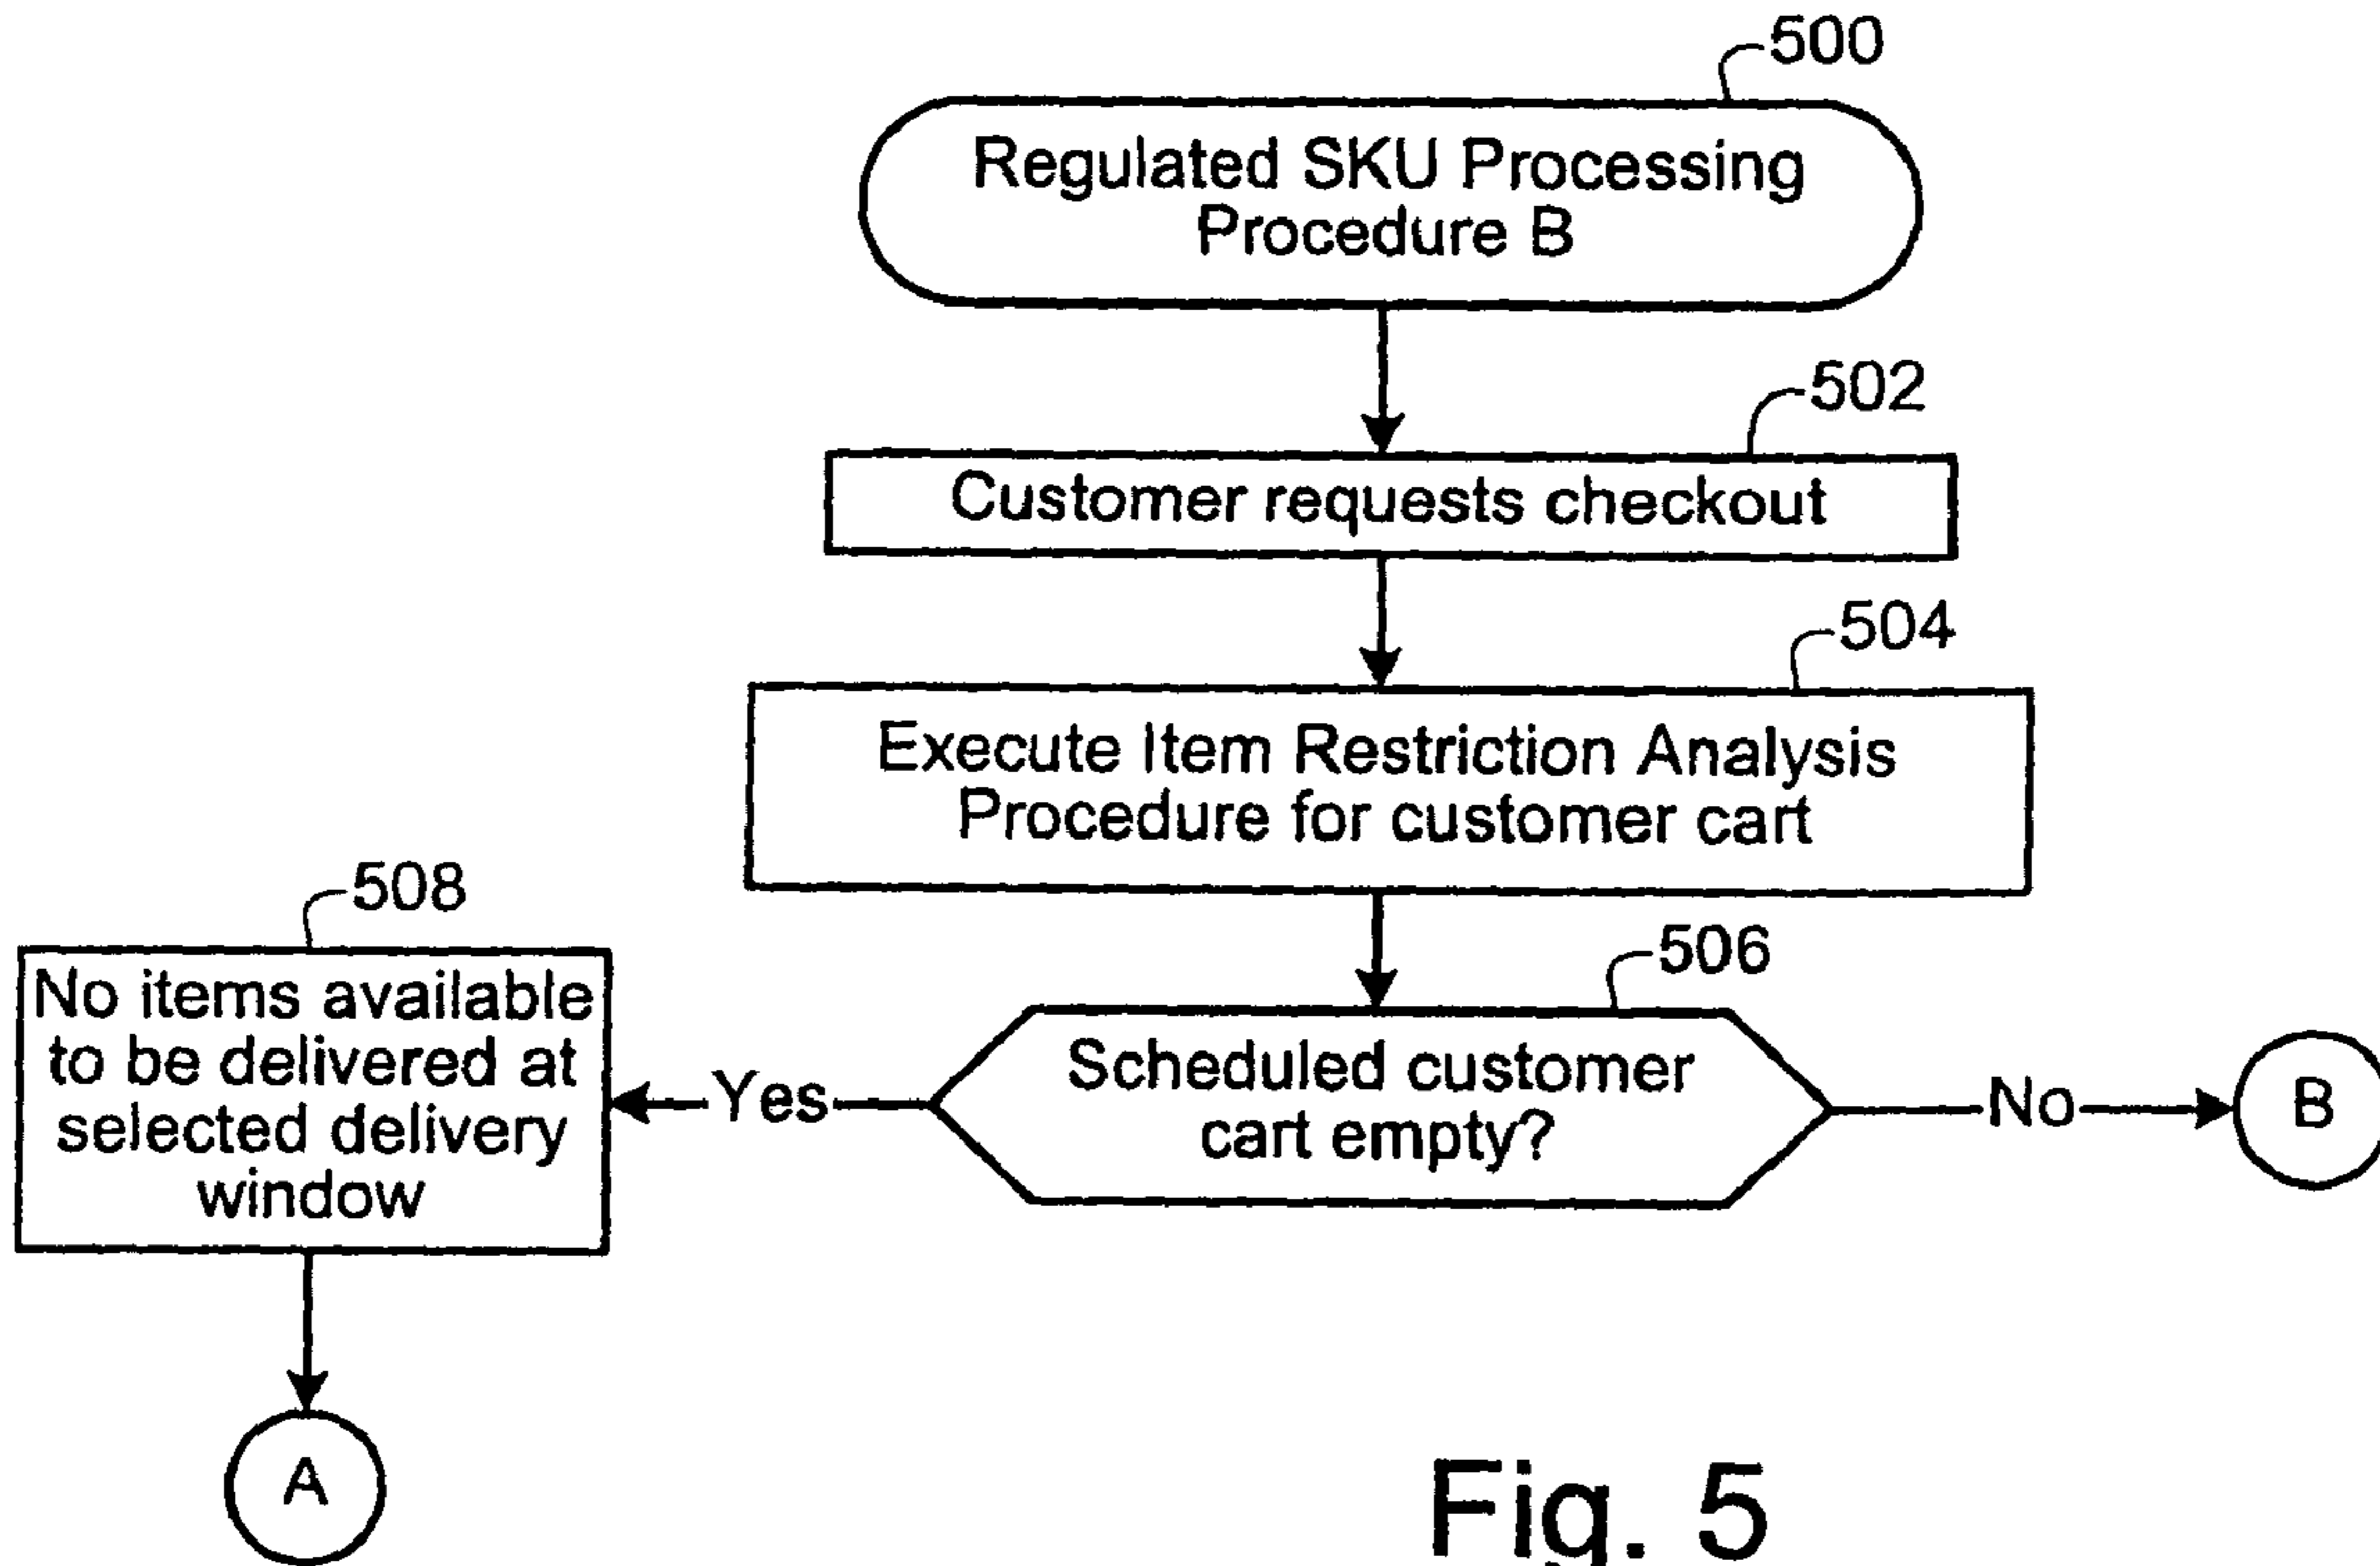 500
Regulated SKU Processing
Procedure B
502
Customer requests checkout
504
Execute Item Restriction Analysis
Procedure for customer cart
506
Scheduled customer
cart empty?
Yes
No
B
508
No items available
to be delivered at
selected delivery
window
A
Fig. 5